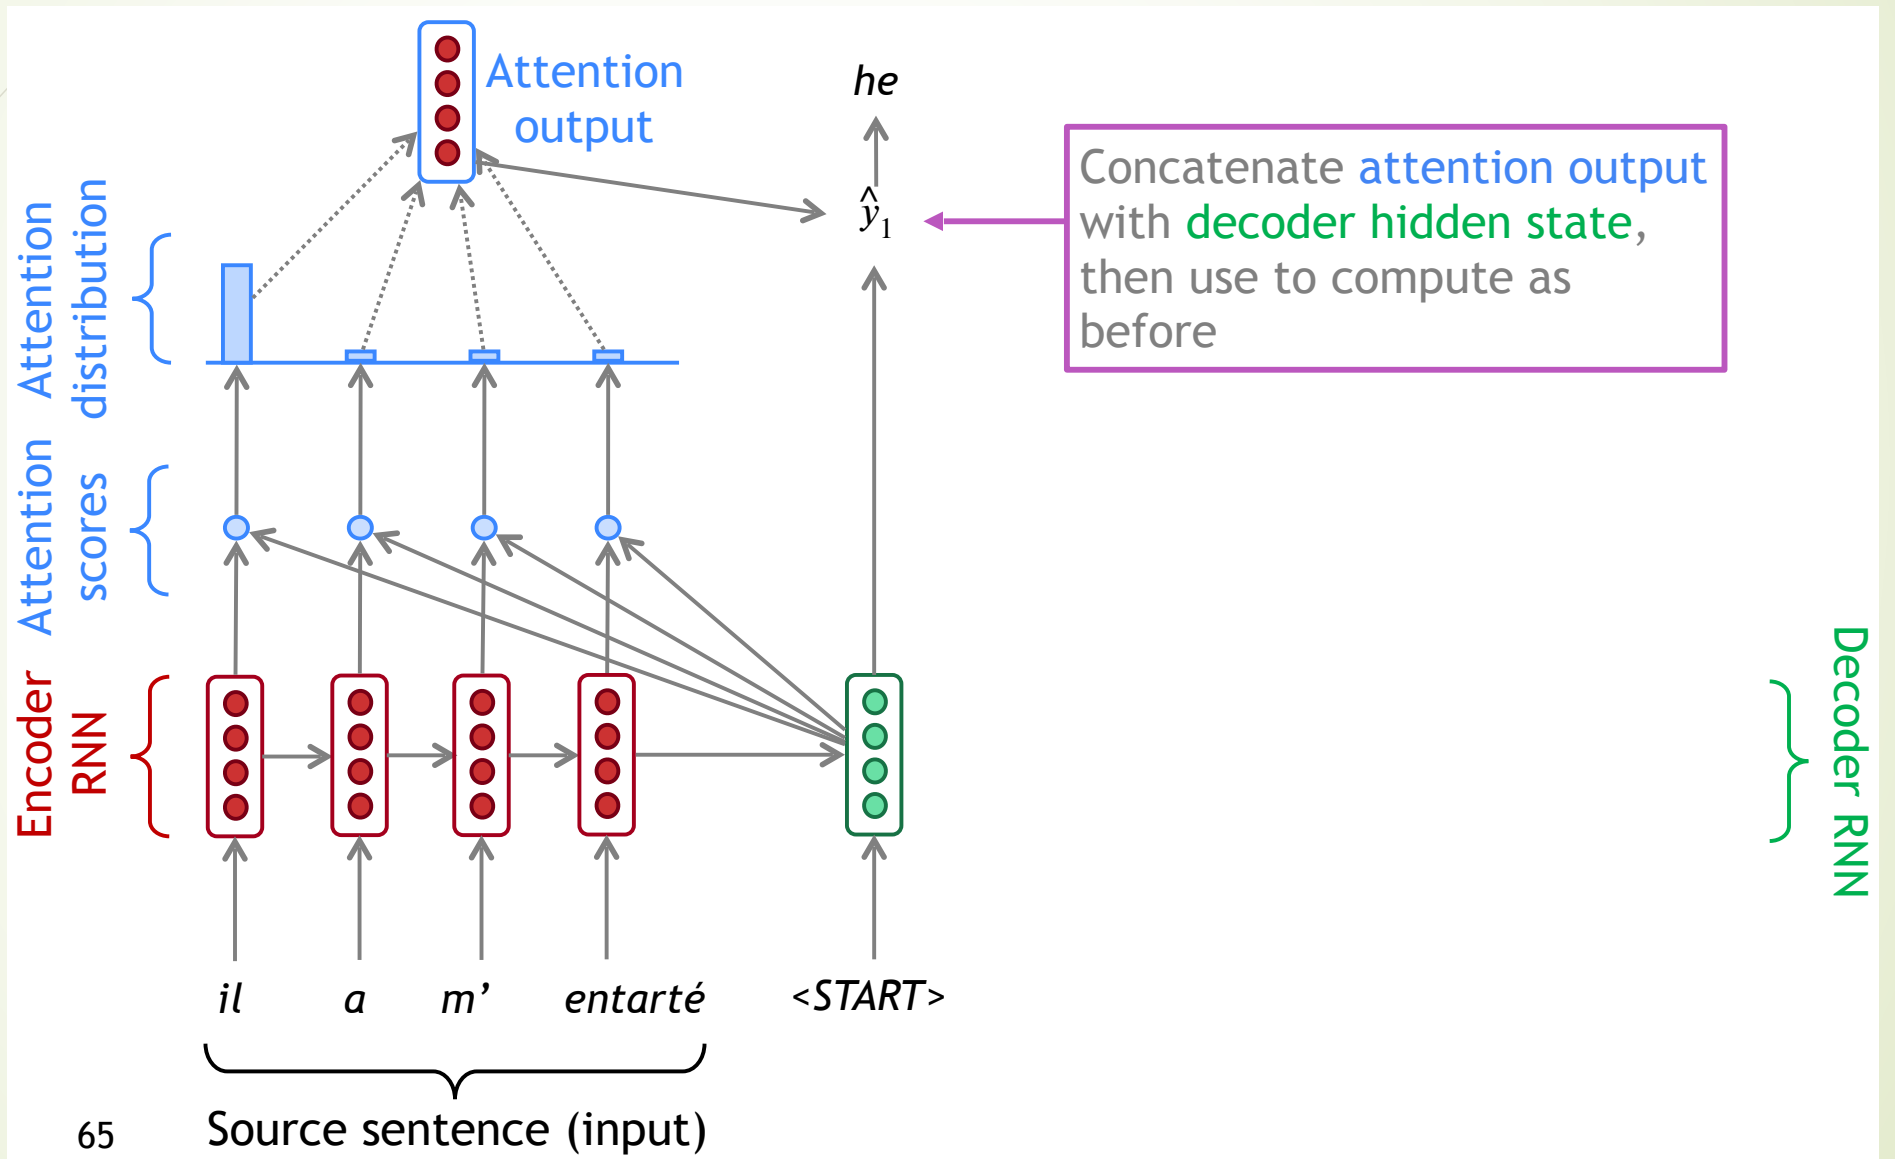 Attention
output
he
Concatenate attention output
with decoder hidden state,
then use to compute as
before
ŷ1
Attention
distribution
Attention
scores
Encoder
RNN
Decoder RNN
il a m’ entarté <START>
Source sentence (input)
65